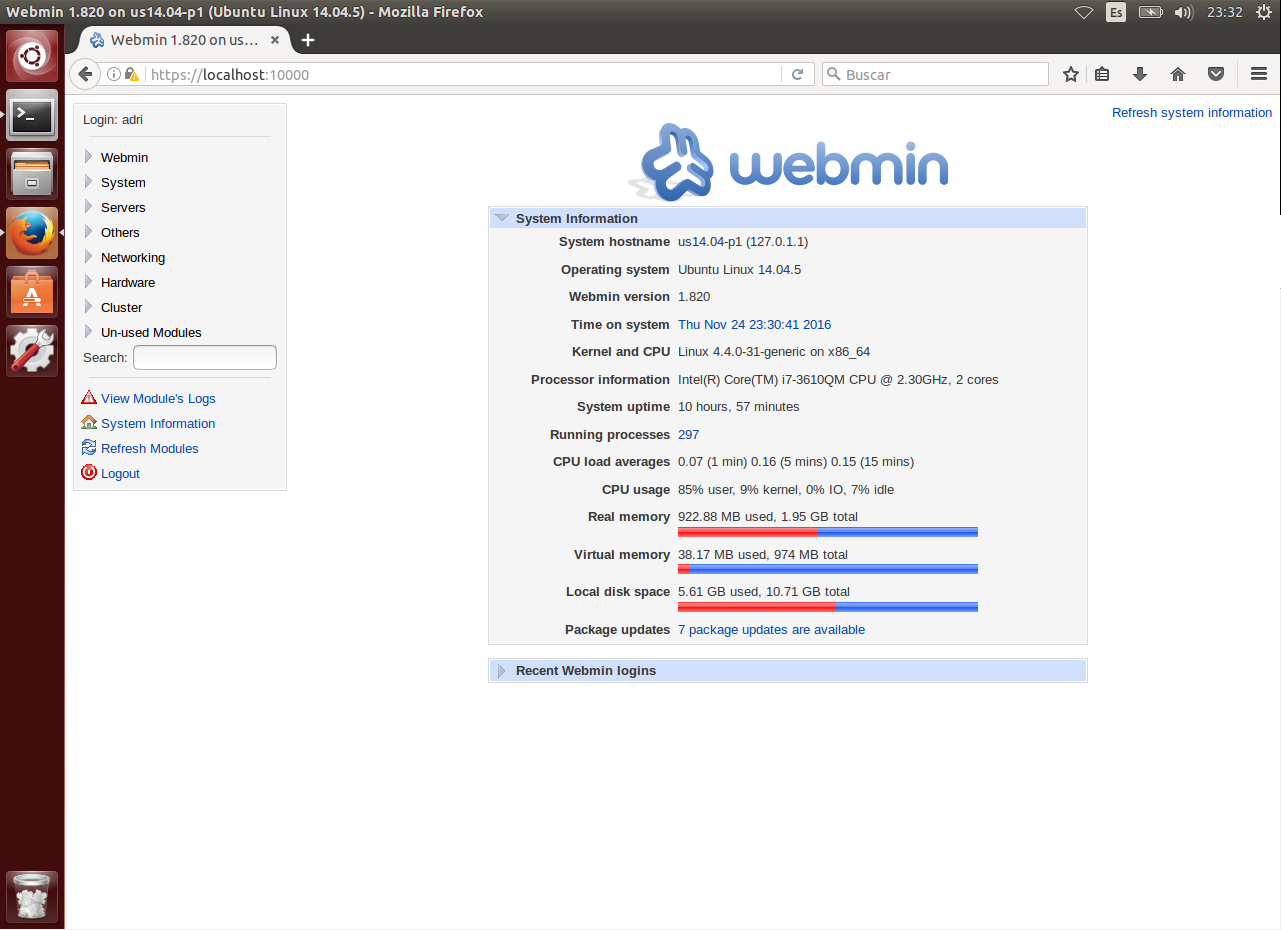 Webmin 1.820 on us14.04-p1 (Ubuntu Linux 14.04.5) - Mozilla Firefox
Es
23:32
Webmin 1.820 on us...
https://localhost:10000
Buscar
Login: adri
Webmin
System
Servers
Others
Networking
Hardware
Cluster
Un-used Modules
Search:
View Module's Logs
System Information
Refresh Modules
Logout
Refresh system information
webmin
System Information
System hostname us14.04-p1 (127.0.1.1)
Operating system Ubuntu Linux 14.04.5
Webmin version 1.820
Time on system Thu Nov 24 23:30:41 2016
Kernel and CPU Linux 4.4.0-31-generic on x86_64
Processor information Intel(R) Core(TM) i7-3610QM CPU @ 2.30GHz, 2 cores
System uptime 10 hours, 57 minutes
Running processes 297
CPU load averages 0.07 (1 min) 0.16 (5 mins) 0.15 (15 mins)
CPU usage 85% user, 9% kernel, 0% IO, 7% idle
Real memory 922.88 MB used, 1.95 GB total
Virtual memory 38.17 MB used, 974 MB total
Local disk space 5.61 GB used, 10.71 GB total
Package updates 7 package updates are available
Recent Webmin logins